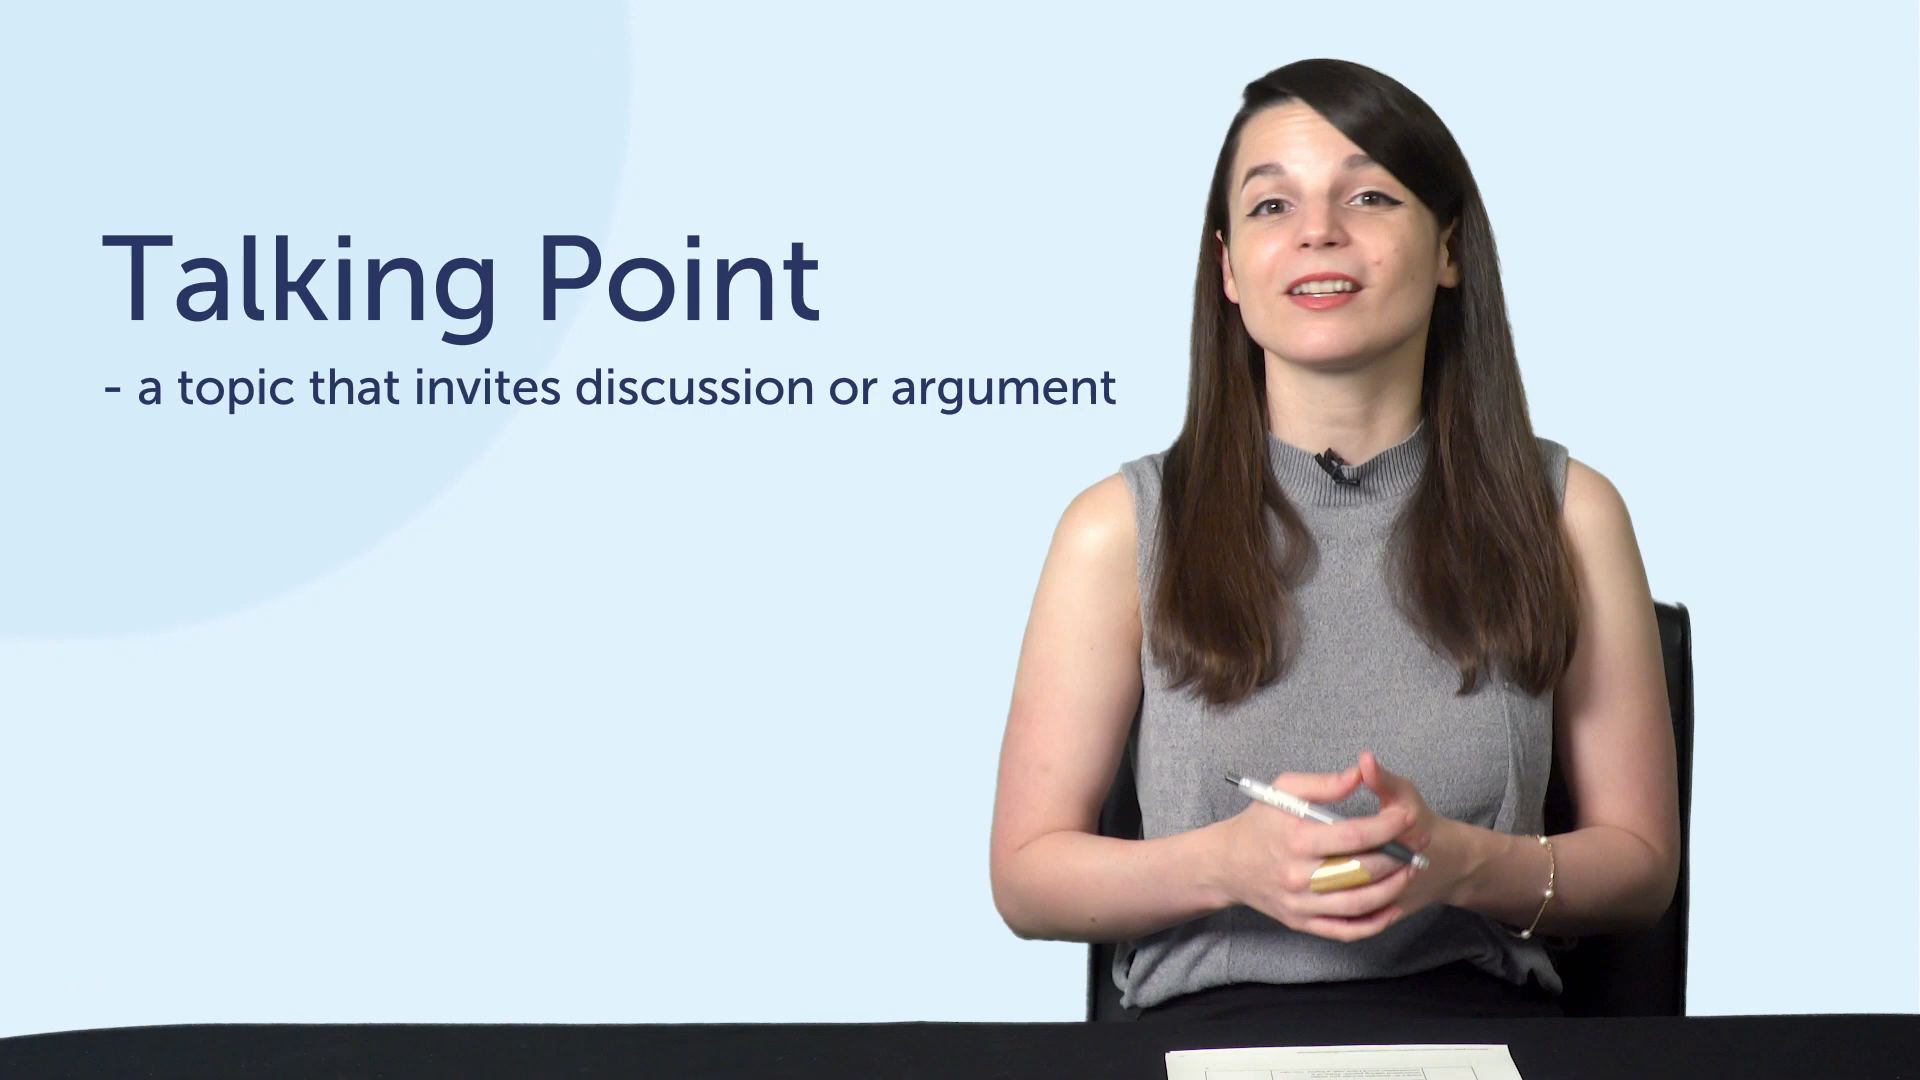 Talking Point
- a topic that invites discussion or argument